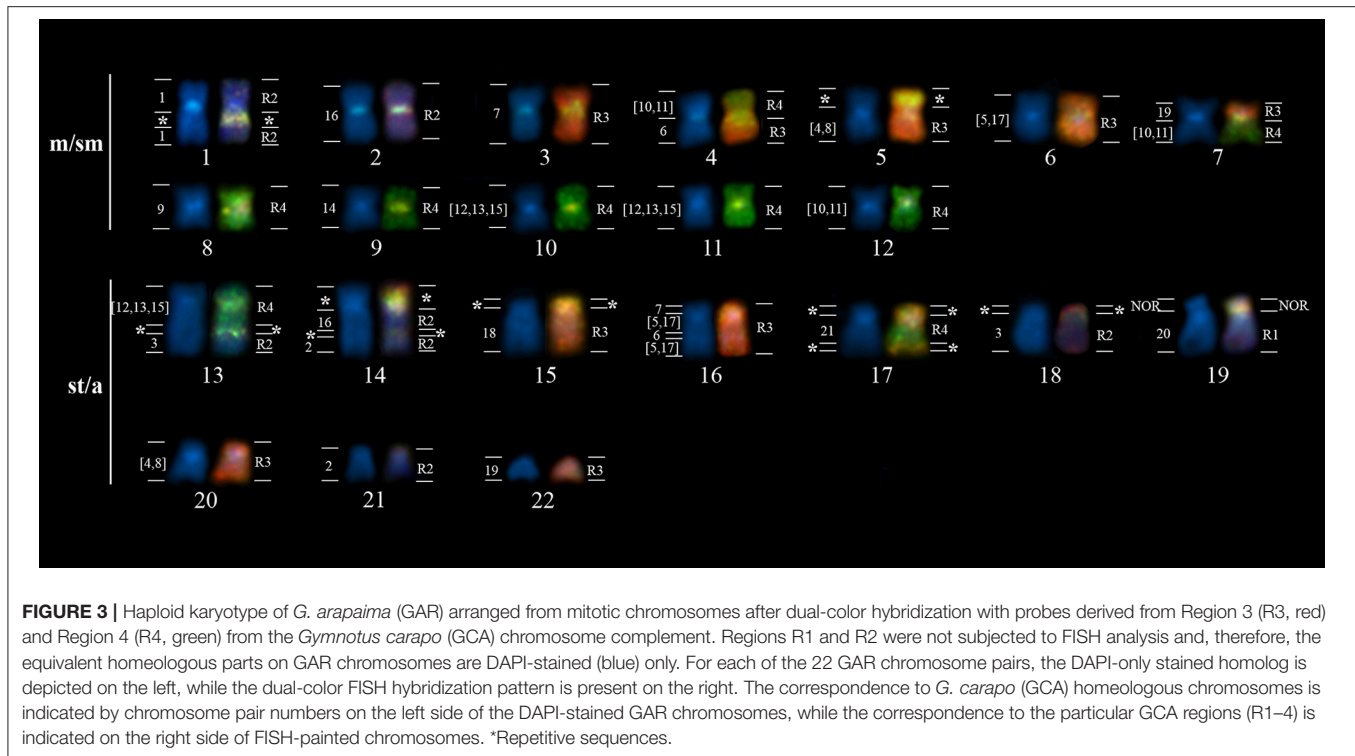 m/sm
1
*
1
R2
*
R2
1
16
R2
2
7
R3
3
[10,11]
6
R4
R3
4
*
[4,8]
*
R3
5
[5,17]
R3
6
19
[10,11]
R3
R4
7
9
R4
8
14
R4
9
[12,13,15]
R4
10
[12,13,15]
R4
11
[10,11]
R4
12
st/a
[12,13,15]
*
3
R4
*
R2
13
*
16
*
2
*
R2
*
R2
14
*
18
*
R3
15
7
[5,17]
6
[5,17]
R3
16
*
21
*
*
R4
*
17
*
3
*
R2
18
NOR
20
NOR
R1
19
[4,8]
R3
20
2
R2
21
19
R3
22
FIGURE 3 | Haploid karyotype of G. arapaima (GAR) arranged from mitotic chromosomes after dual-color hybridization with probes derived from Region 3 (R3, red)
and Region 4 (R4, green) from the Gymnotus carapo (GCA) chromosome complement. Regions R1 and R2 were not subjected to FISH analysis and, therefore, the
equivalent homeologous parts on GAR chromosomes are DAPI-stained (blue) only. For each of the 22 GAR chromosome pairs, the DAPI-only stained homolog is
depicted on the left, while the dual-color FISH hybridization pattern is present on the right. The correspondence to G. carapo (GCA) homeologous chromosomes is
indicated by chromosome pair numbers on the left side of the DAPI-stained GAR chromosomes, while the correspondence to the particular GCA regions (R1–4) is
indicated on the right side of FISH-painted chromosomes. *Repetitive sequences.